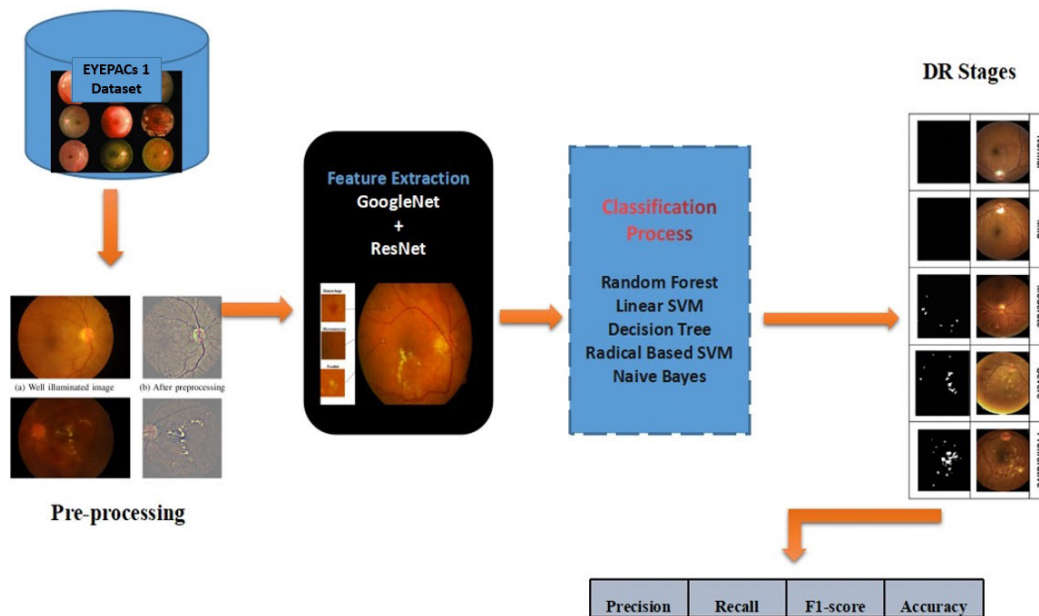 EYEPACs 1
Dataset
DR Stages
Feature Extraction
GoogleNet
+
ResNet
Classification
Process
Random Forest
Linear SVM
Decision Tree
Radical Based SVM
Naive Bayes
(a) Well illuminated image
(b) After preprocessing
Pre-processing
Precision
Recall
F1-score
Accuracy